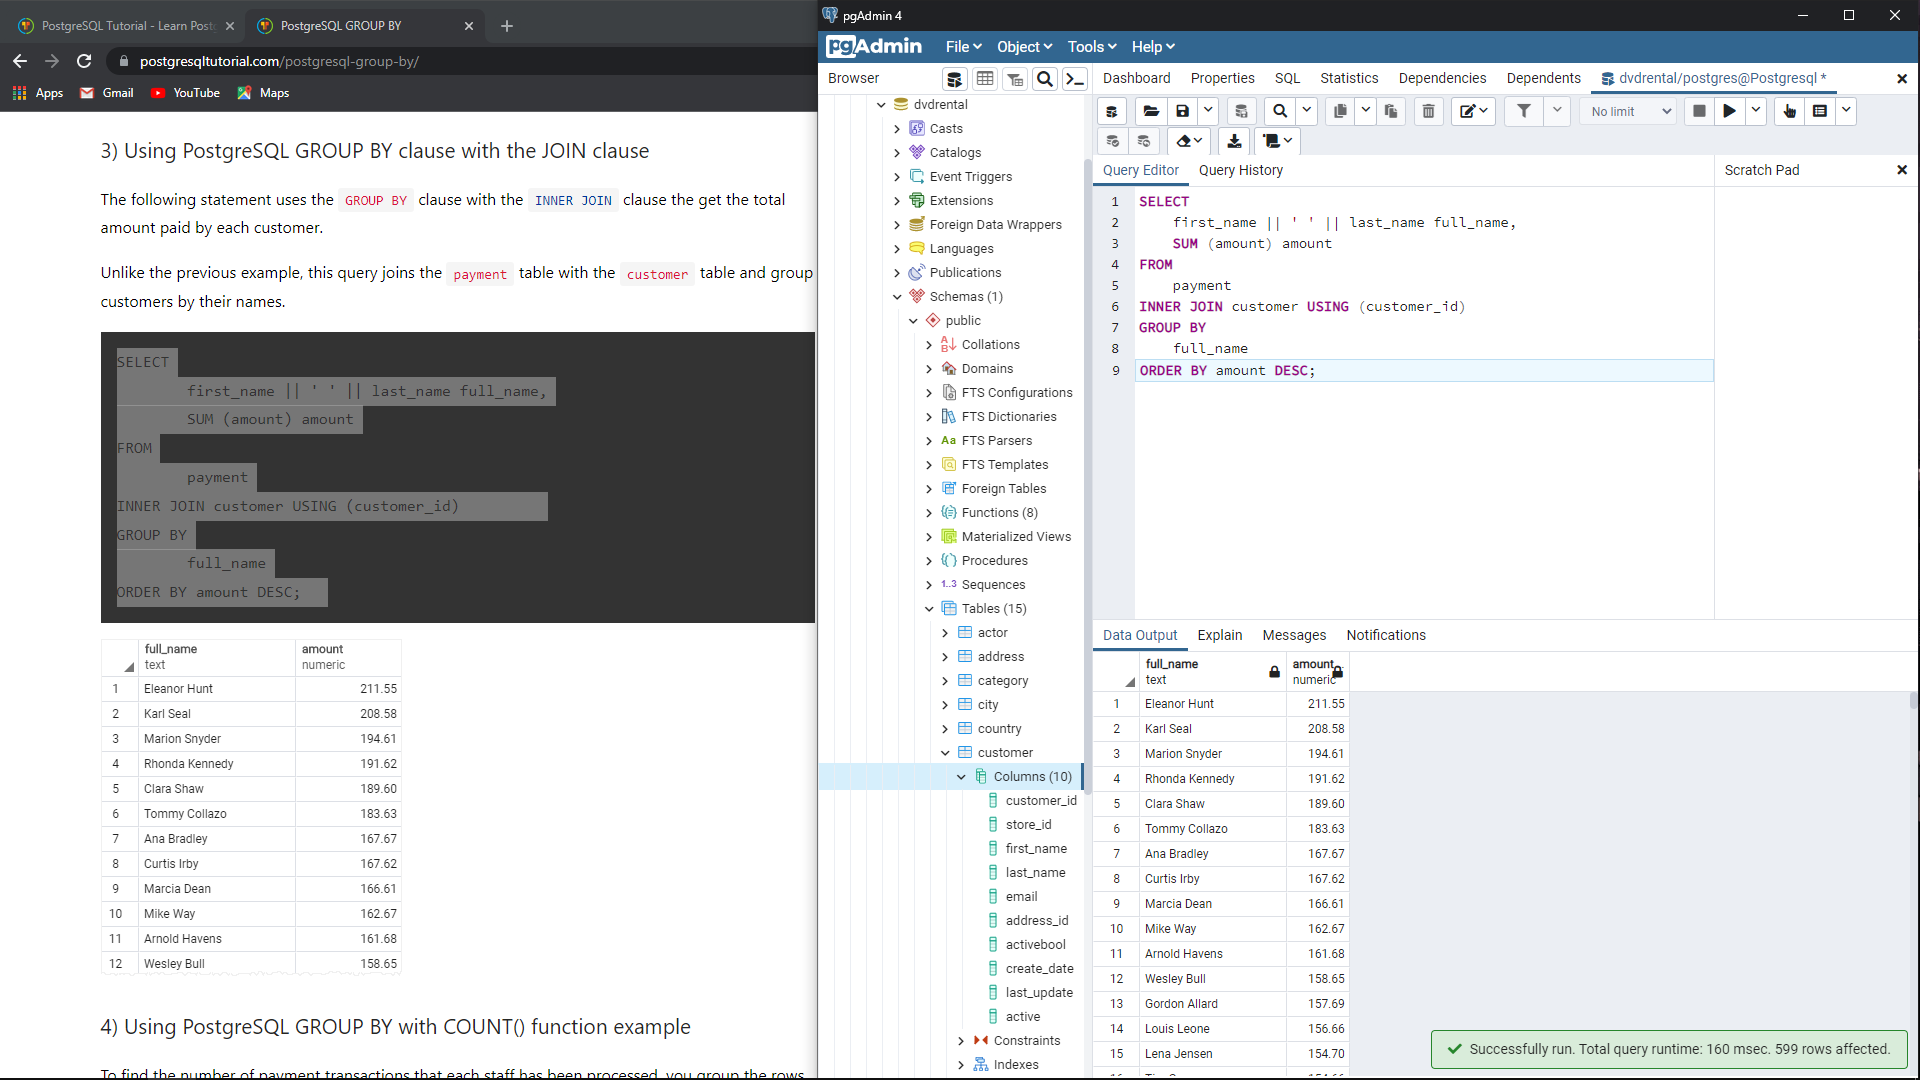 PostgreSQL Tutorial - Learn Post
PostgreSQL GROUP BY
postgresqltutorial.com/postgresql-group-by/
Apps
Gmail
YouTube
Maps
3) Using PostgreSQL GROUP BY clause with the JOIN clause
The following statement uses the GROUP BY clause with the INNER JOIN clause the get the total
amount paid by each customer.
Unlike the previous example, this query joins the payment table with the customer table and group
customers by their names.
SELECT
first_name || ' ' || last_name full_name,
SUM (amount) amount
FROM
payment
INNER JOIN customer USING (customer_id)
GROUP BY
full_name
ORDER BY amount DESC;
full_name amount
text numeric
1 Eleanor Hunt 211.55
2 Karl Seal 208.58
3 Marion Snyder 194.61
4 Rhonda Kennedy 191.62
5 Clara Shaw 189.60
6 Tommy Collazo 183.63
7 Ana Bradley 167.67
8 Curtis Irby 167.62
9 Marcia Dean 166.61
10 Mike Way 162.67
11 Arnold Havens 161.68
12 Wesley Bull 158.65
4) Using PostgreSQL GROUP BY with COUNT() function example
To find the number of payment transactions that each staff has been processed, you group the rows
pgAdmin 4
pgAdmin File Object Tools Help
Browser
dvdrental
Casts
Catalogs
Event Triggers
Extensions
Foreign Data Wrappers
Languages
Publications
Schemas (1)
public
Collations
Domains
FTS Configurations
FTS Dictionaries
Aa FTS Parsers
FTS Templates
Foreign Tables
Functions (8)
Materialized Views
Procedures
1..3 Sequences
Tables (15)
actor
address
category
city
country
customer
Columns (10)
customer_id
store_id
first_name
last_name
email
address_id
activebool
create_date
last_update
active
Constraints
Indexes
Dashboard Properties SQL Statistics Dependencies Dependents dvdrental/postgres@Postgresql *
No limit
Query Editor Query History
Scratch Pad
1 SELECT
2 first_name || ' ' || last_name full_name,
3 SUM (amount) amount
4 FROM
5 payment
6 INNER JOIN customer USING (customer_id)
7 GROUP BY
8 full_name
9 ORDER BY amount DESC;
Data Output Explain Messages Notifications
full_name amount
text numeric
1 Eleanor Hunt 211.55
2 Karl Seal 208.58
3 Marion Snyder 194.61
4 Rhonda Kennedy 191.62
5 Clara Shaw 189.60
6 Tommy Collazo 183.63
7 Ana Bradley 167.67
8 Curtis Irby 167.62
9 Marcia Dean 166.61
10 Mike Way 162.67
11 Arnold Havens 161.68
12 Wesley Bull 158.65
13 Gordon Allard 157.69
14 Louis Leone 156.66
15 Lena Jensen 154.70
Successfully run. Total query runtime: 160 msec. 599 rows affected.